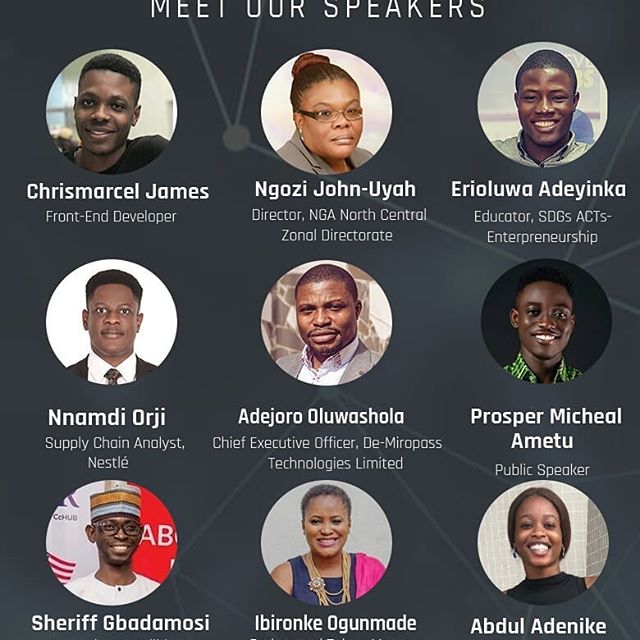 MEET OUR SPEAKERS
Chrismarcel James
Front-End Developer
Ngozi John-Uyah
Director, NGA North Central
Zonal Directorate
Erioluwa Adeyinka
Educator, SDGs ACTs-
Enterpreneurship
Nnamdi Orji
Supply Chain Analyst,
Nestlé
Adejoro Oluwashola
Chief Executive Officer, De-Miropass
Technologies Limited
Prosper Micheal
Ametu
Public Speaker
CcHUB
AB
Sheriff Gbadamosi
Ibironke Ogunmade
Abdul Adenike